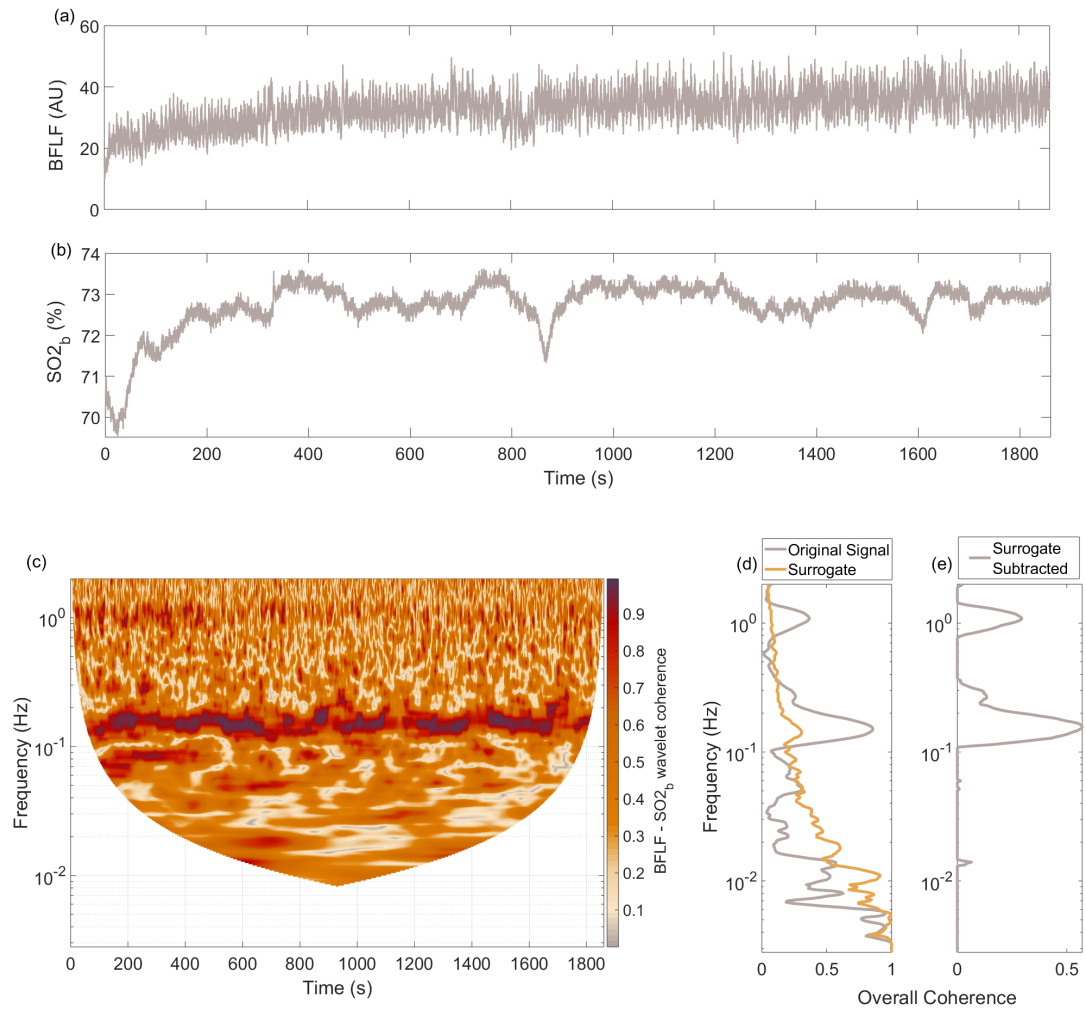 (a)
60
40
20
0
BFLF (AU)
(b)
74
73
72
71
70
SO2b (%)
0 200 400 600 800 1000 1200 1400 1600 1800
Time (s)
(c)
10^0
10^-1
10^-2
Frequency (Hz)
0 200 400 600 800 1000 1200 1400 1600 1800
Time (s)
0.9
0.8
0.7
0.6
0.5
0.4
0.3
0.2
0.1
BFLF - SO2b wavelet coherence
(d)
Original Signal
Surrogate
10^0
10^-1
10^-2
Frequency (Hz)
0 0.5 1
(e)
Surrogate
Subtracted
10^0
10^-1
10^-2
0 0.5
Overall Coherence